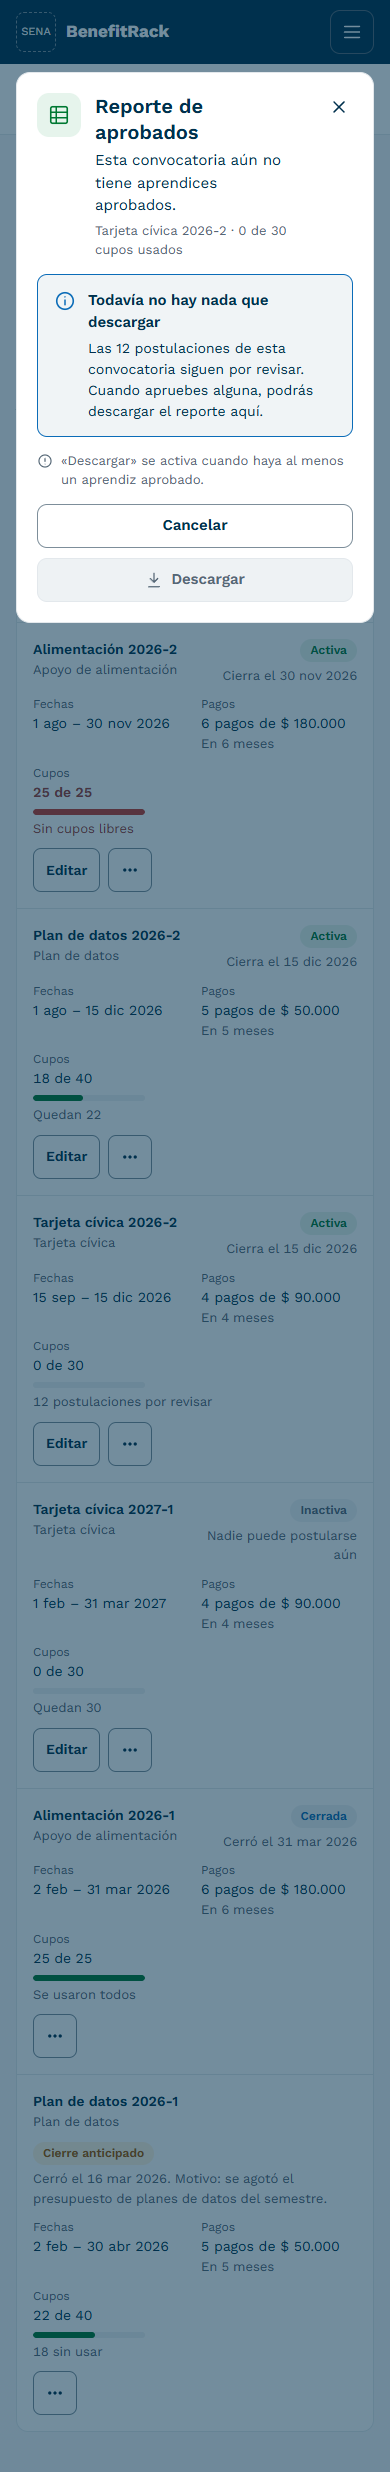 SENA BenefitRack
Reporte de
aprobados
Esta convocatoria aún no
tiene aprendices
aprobados.
Tarjeta cívica 2026-2 · 0 de 30
cupos usados
Todavía no hay nada que
descargar
Las 12 postulaciones de esta
convocatoria siguen por revisar.
Cuando apruebes alguna, podrás
descargar el reporte aquí.
«Descargar» se activa cuando haya al menos
un aprendiz aprobado.
Cancelar
Descargar
Alimentación 2026-2 Activa
Apoyo de alimentación Cierra el 30 nov 2026
Fechas Pagos
1 ago – 30 nov 2026 6 pagos de $ 180.000
En 6 meses
Cupos
25 de 25
Sin cupos libres
Editar ···
Plan de datos 2026-2 Activa
Plan de datos Cierra el 15 dic 2026
Fechas Pagos
1 ago – 15 dic 2026 5 pagos de $ 50.000
En 5 meses
Cupos
18 de 40
Quedan 22
Editar ···
Tarjeta cívica 2026-2 Activa
Tarjeta cívica Cierra el 15 dic 2026
Fechas Pagos
15 sep – 15 dic 2026 4 pagos de $ 90.000
En 4 meses
Cupos
0 de 30
12 postulaciones por revisar
Editar ···
Tarjeta cívica 2027-1 Inactiva
Tarjeta cívica Nadie puede postularse
aún
Fechas Pagos
1 feb – 31 mar 2027 4 pagos de $ 90.000
En 4 meses
Cupos
0 de 30
Quedan 30
Editar ···
Alimentación 2026-1 Cerrada
Apoyo de alimentación Cerró el 31 mar 2026
Fechas Pagos
2 feb – 31 mar 2026 6 pagos de $ 180.000
En 6 meses
Cupos
25 de 25
Se usaron todos
···
Plan de datos 2026-1
Plan de datos
Cierre anticipado
Cerró el 16 mar 2026. Motivo: se agotó el
presupuesto de planes de datos del semestre.
Fechas Pagos
2 feb – 30 abr 2026 5 pagos de $ 50.000
En 5 meses
Cupos
22 de 40
18 sin usar
···